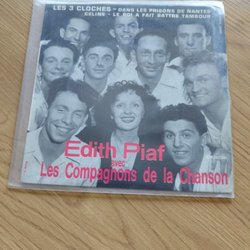 LES 3 CLOCHES - DANS LES PRISONS DE NANTES
CELINE - LE ROI A FAIT BATTRE TAMBOUR
Edith Piaf
avec
Les Compagnons de la Chanson